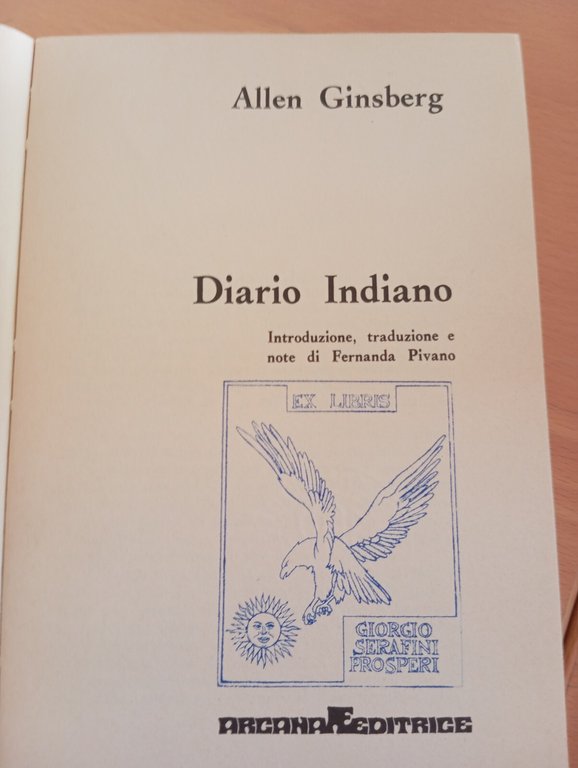 Allen Ginsberg
Diario Indiano
Introduzione, traduzione e
note di Fernanda Pivano
EX LIBRIS
GIORGIO
SERAFINI
PROSPERI
ARCANA EDITRICE